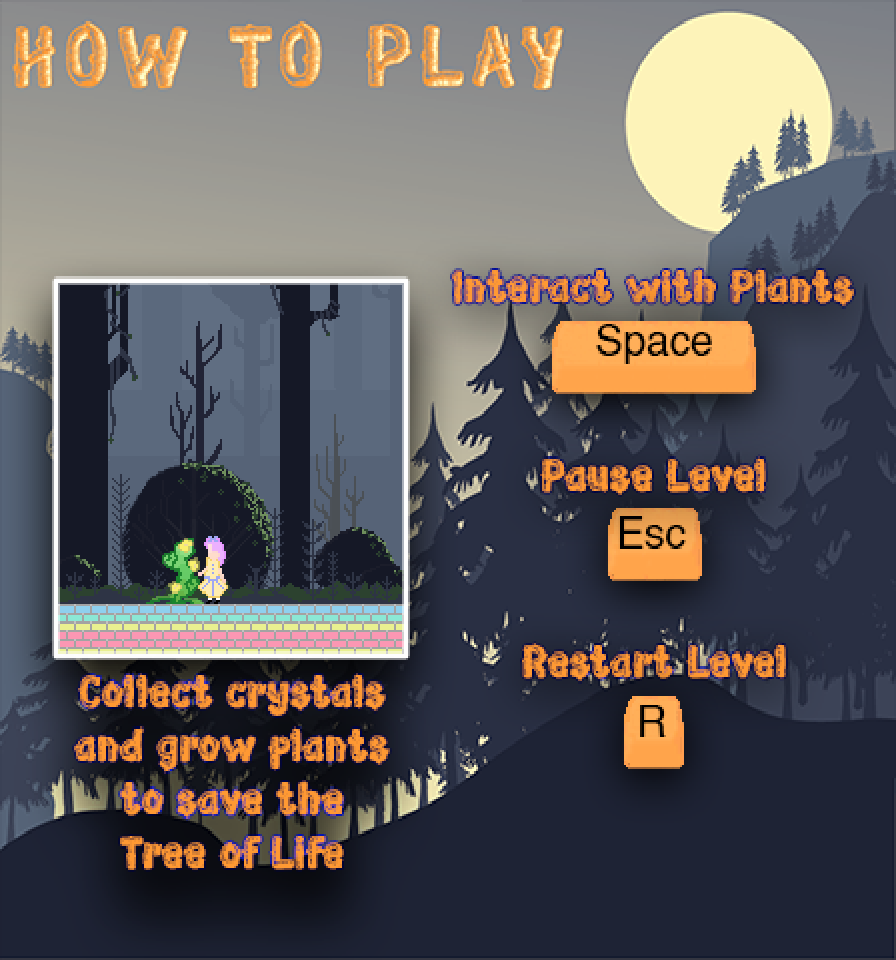 HOW TO PLAY
Interact with Plants
Space
Pause Level
Esc
Restart Level
R
Collect crystals
and grow plants
to save the
Tree of Life